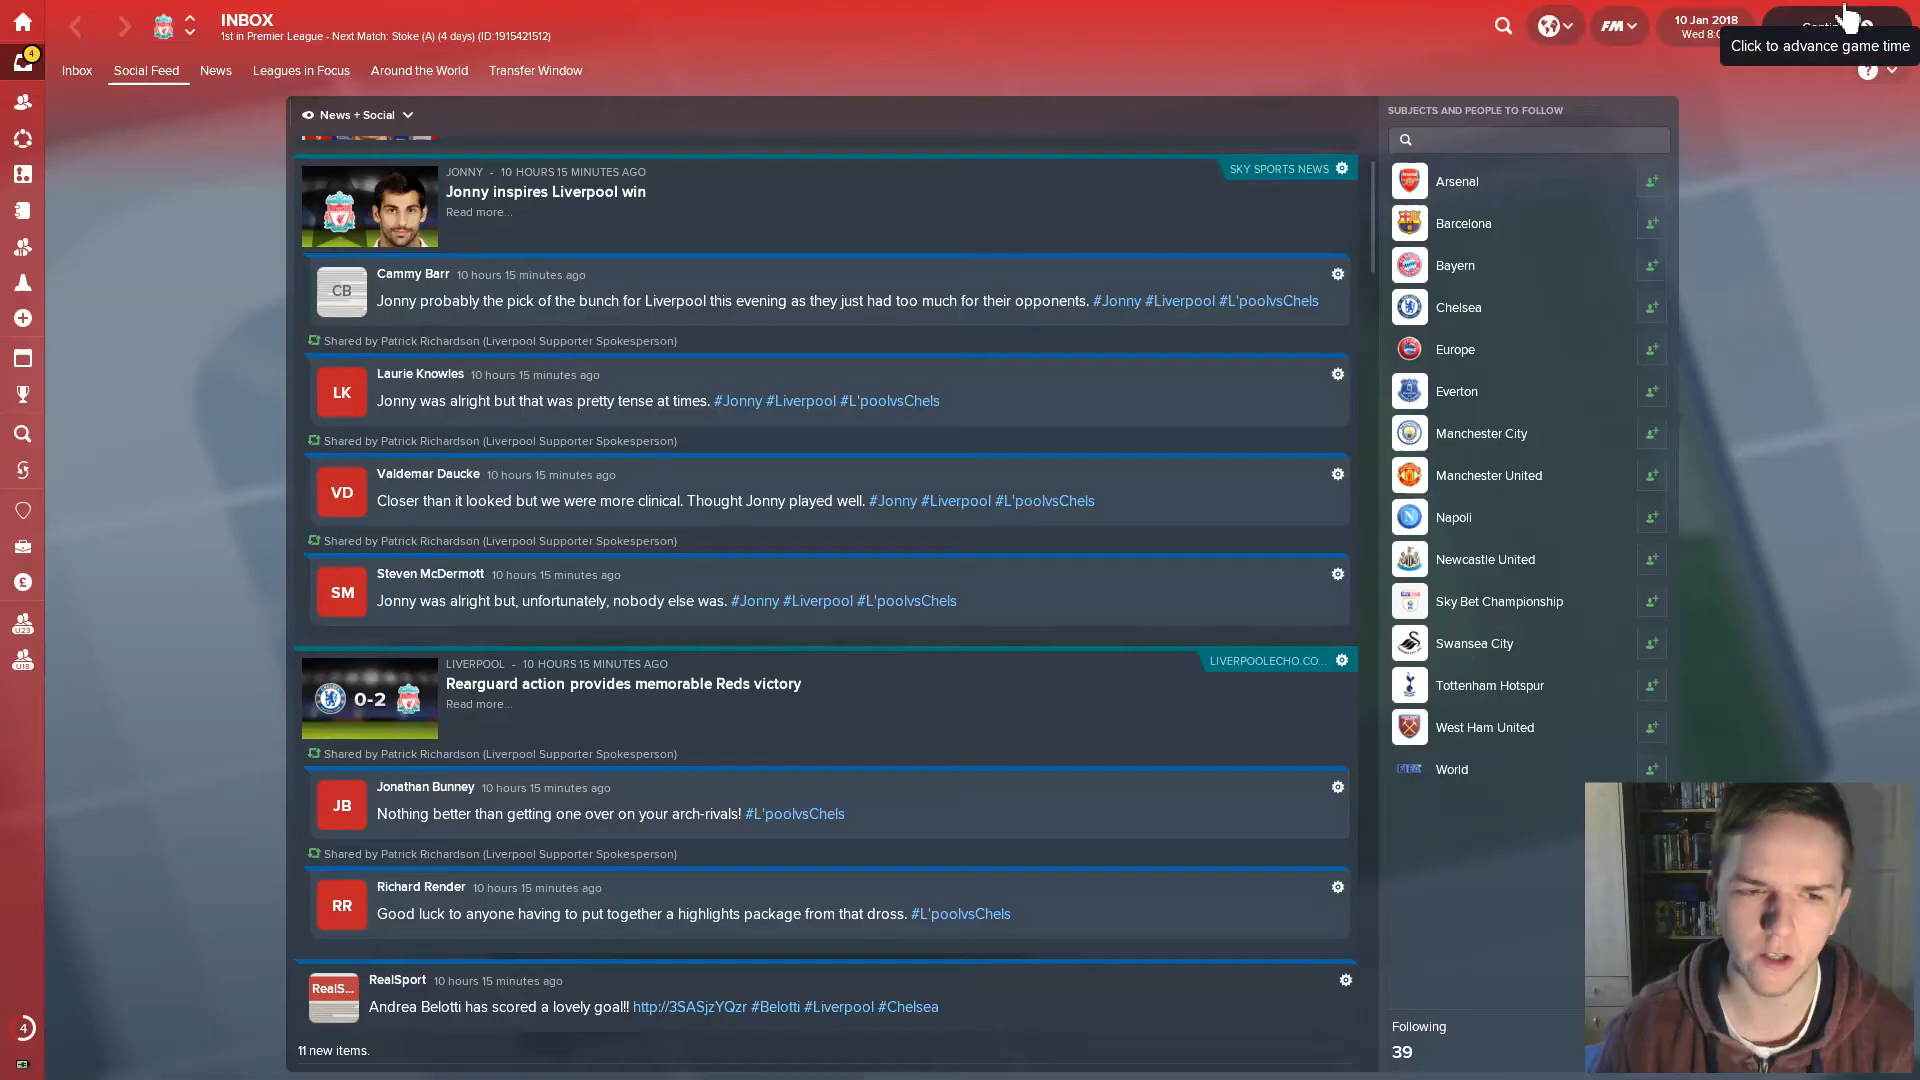 4
INBOX
1st in Premier League - Next Match: Stoke (A) (4 days) (ID:1915421512)
FM
10 Jan 2018
Click to advance game time
Inbox
Social Feed
News
Leagues in Focus
Around the World
Transfer Window
?
News + Social
SUBJECTS AND PEOPLE TO FOLLOW
JONNY - 10 HOURS 15 MINUTES AGO
SKY SPORTS NEWS
Jonny inspires Liverpool win
Read more...
CB
Cammy Barr 10 hours 15 minutes ago
Jonny probably the pick of the bunch for Liverpool this evening as they just had too much for their opponents. #Jonny #Liverpool #L'poolvsChels
Shared by Patrick Richardson (Liverpool Supporter Spokesperson)
LK
Laurie Knowles 10 hours 15 minutes ago
Jonny was alright but that was pretty tense at times. #Jonny #Liverpool #L'poolvsChels
Shared by Patrick Richardson (Liverpool Supporter Spokesperson)
VD
Valdemar Daucke 10 hours 15 minutes ago
Closer than it looked but we were more clinical. Thought Jonny played well. #Jonny #Liverpool #L'poolvsChels
Shared by Patrick Richardson (Liverpool Supporter Spokesperson)
SM
Steven McDermott 10 hours 15 minutes ago
Jonny was alright but, unfortunately, nobody else was. #Jonny #Liverpool #L'poolvsChels
LIVERPOOL - 10 HOURS 15 MINUTES AGO
LIVERPOOLECHO.CO...
0-2
Rearguard action provides memorable Reds victory
Read more...
Shared by Patrick Richardson (Liverpool Supporter Spokesperson)
JB
Jonathan Bunney 10 hours 15 minutes ago
Nothing better than getting one over on your arch-rivals! #L'poolvsChels
Shared by Patrick Richardson (Liverpool Supporter Spokesperson)
RR
Richard Render 10 hours 15 minutes ago
Good luck to anyone having to put together a highlights package from that dross. #L'poolvsChels
RealS...
RealSport 10 hours 15 minutes ago
Andrea Belotti has scored a lovely goal!! http://3SASjzYQzr #Belotti #Liverpool #Chelsea
11 new items.
Arsenal
Barcelona
Bayern
Chelsea
Europe
Everton
Manchester City
Manchester United
Napoli
Newcastle United
Sky Bet Championship
Swansea City
Tottenham Hotspur
West Ham United
FIFA
World
Following
39
£
U23
U18
4